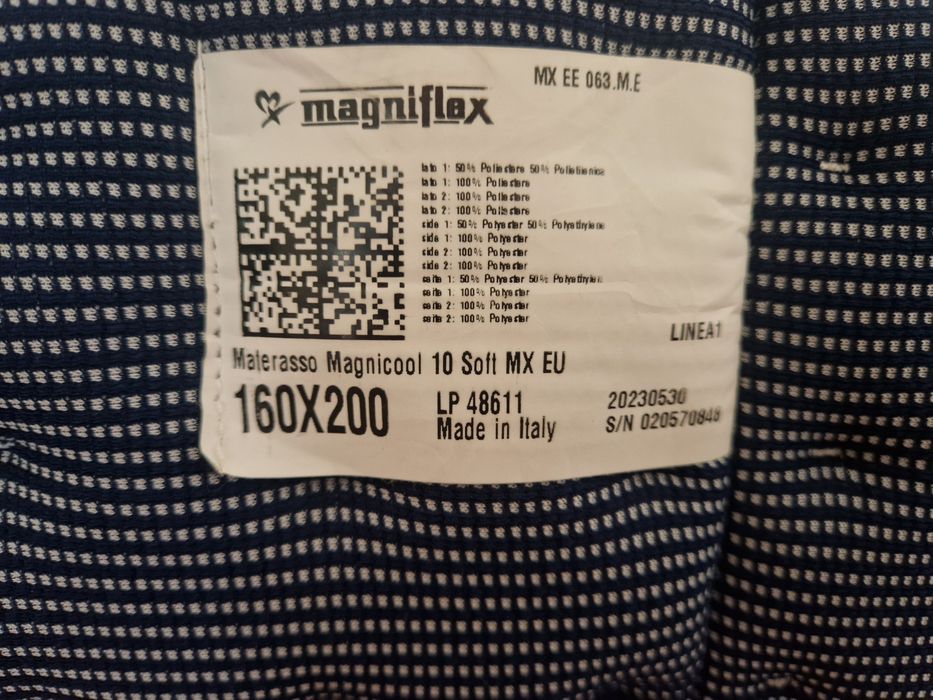 MX EE 063.M.E
magniflex
lato 1: 50% Poliestere 50% Polietilenica
lato 1: 100% Poliestere
lato 2: 100% Poliestere
lato 2: 100% Poliestere
side 1: 50% Polyester 50% Polyethylene
side 1: 100% Polyester
side 2: 100% Polyester
side 2: 100% Polyester
seite 1: 50% Polyester 50% Polyethylen
seite 1: 100% Polyester
seite 2: 100% Polyester
seite 2: 100% Polyester
LINEA1
Materasso Magnicool 10 Soft MX EU
160X200
LP 48611
20230530
Made in Italy
S/N 020570848